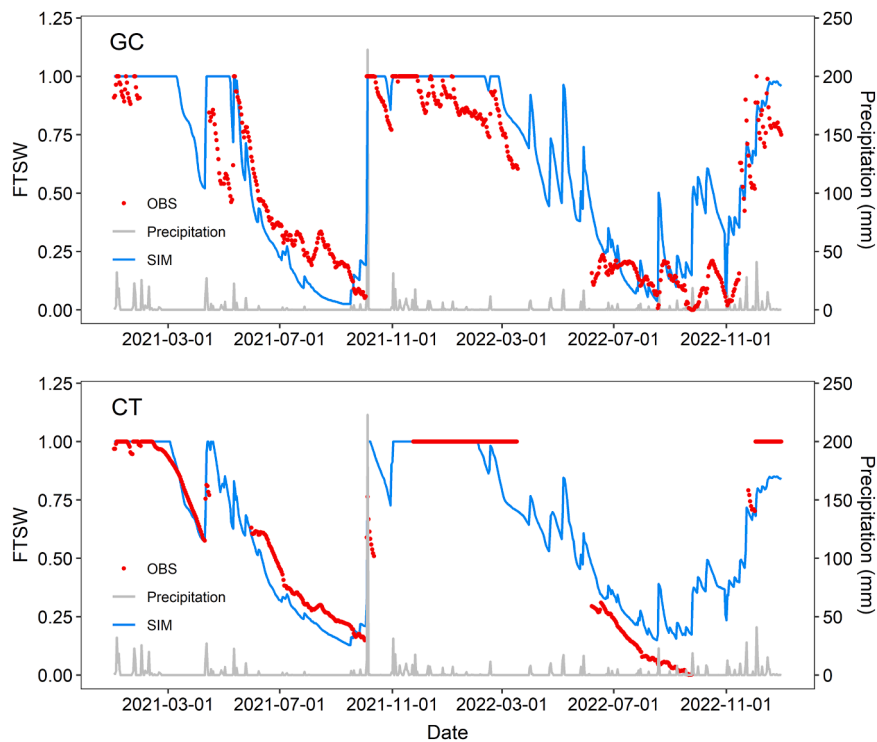 GC
FTSW
1.25
1.00
0.75
0.50
0.25
0.00
250
200
150
100
50
0
Precipitation (mm)
OBS
Precipitation
SIM
2021-03-01 2021-07-01 2021-11-01 2022-03-01 2022-07-01 2022-11-01
CT
FTSW
1.25
1.00
0.75
0.50
0.25
0.00
250
200
150
100
50
0
Precipitation (mm)
OBS
Precipitation
SIM
2021-03-01 2021-07-01 2021-11-01 2022-03-01 2022-07-01 2022-11-01
Date